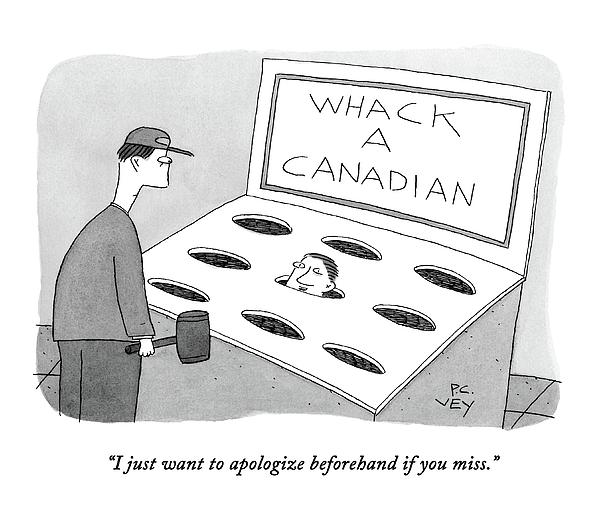 WHACK
A
CANADIAN
P.C.
VEY
“I just want to apologize beforehand if you miss.”